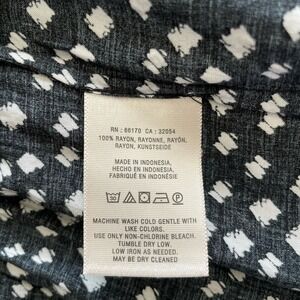 RN : 66170 CA : 32054
100% RAYON, RAYONNE, RAYÓN,
RAYON, KUNSTSEIDE
MADE IN INDONESIA,
HECHO EN INDONESIA,
FABRIQUÉ EN INDONÉSIE
MACHINE WASH COLD GENTLE WITH
LIKE COLORS.
USE ONLY NON-CHLORINE BLEACH.
TUMBLE DRY LOW.
LOW IRON AS NEEDED.
MAY BE DRY CLEANED